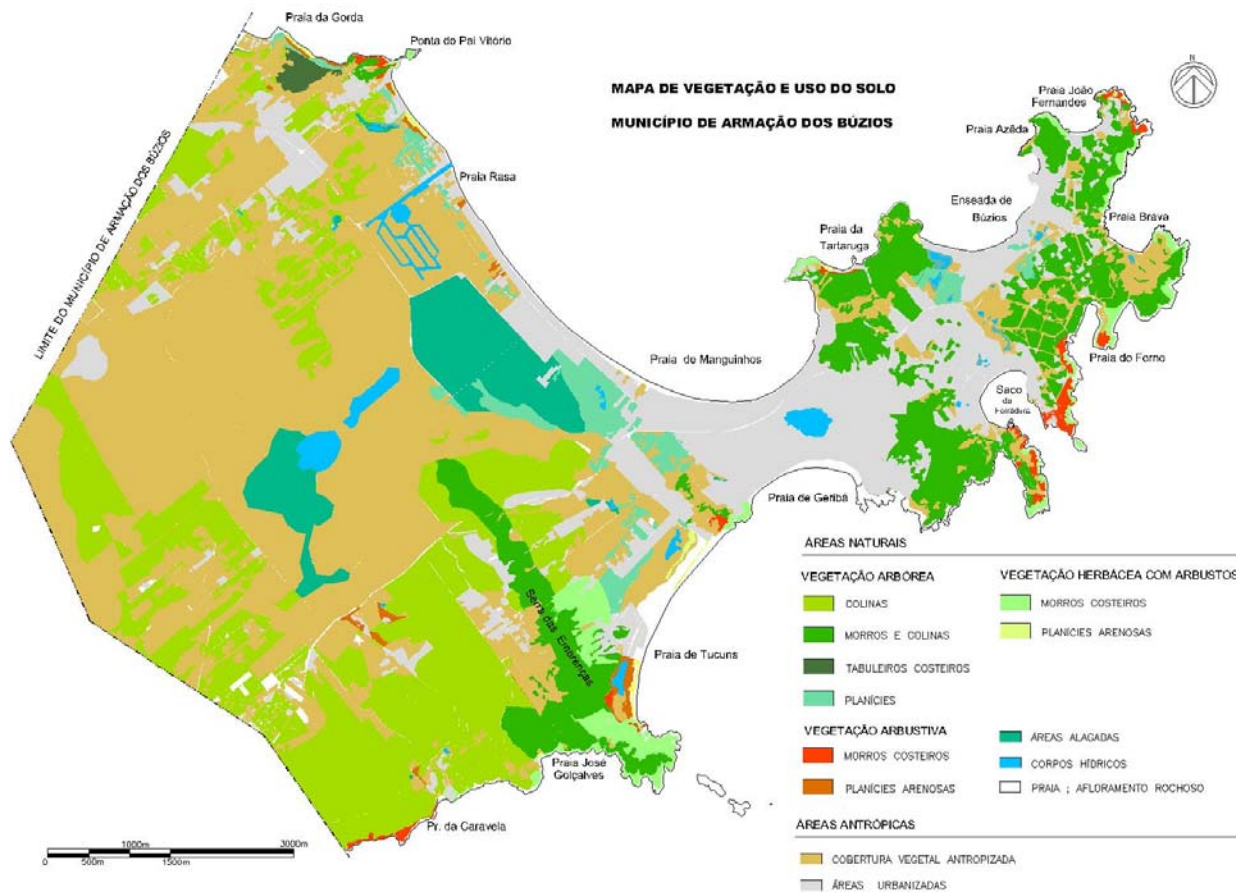 Praia da Gorda
Ponta do Pai Vitório
MAPA DE VEGETAÇÃO E USO DO SOLO
MUNICÍPIO DE ARMAÇÃO DOS BÚZIOS
N
Praia João
Fernandes
Praia Azêda
LIMITE DO MUNICÍPIO DE ARMAÇÃO DOS BÚZIOS
Praia Rasa
Enseada de
Búzios
Praia Brava
Praia da
Tartaruga
Praia de Manguinhos
Praia do Forno
Saco
da
Ferradura
Praia de Geribá
Serra das Emerenças
Praia de Tucuns
Praia José
Golçalves
Pr. da Caravela
0
500m
1000m
1500m
3000m
ÁREAS NATURAIS
VEGETAÇÃO ARBÓREA
COLINAS
MORROS E COLINAS
TABULEIROS COSTEIROS
PLANÍCIES
VEGETAÇÃO ARBUSTIVA
MORROS COSTEIROS
PLANÍCIES ARENOSAS
VEGETAÇÃO HERBÁCEA COM ARBUSTOS
MORROS COSTEIROS
PLANÍCIES ARENOSAS
ÁREAS ALAGADAS
CORPOS HÍDRICOS
PRAIA ; AFLORAMENTO ROCHOSO
ÁREAS ANTRÓPICAS
COBERTURA VEGETAL ANTROPIZADA
ÁREAS URBANIZADAS